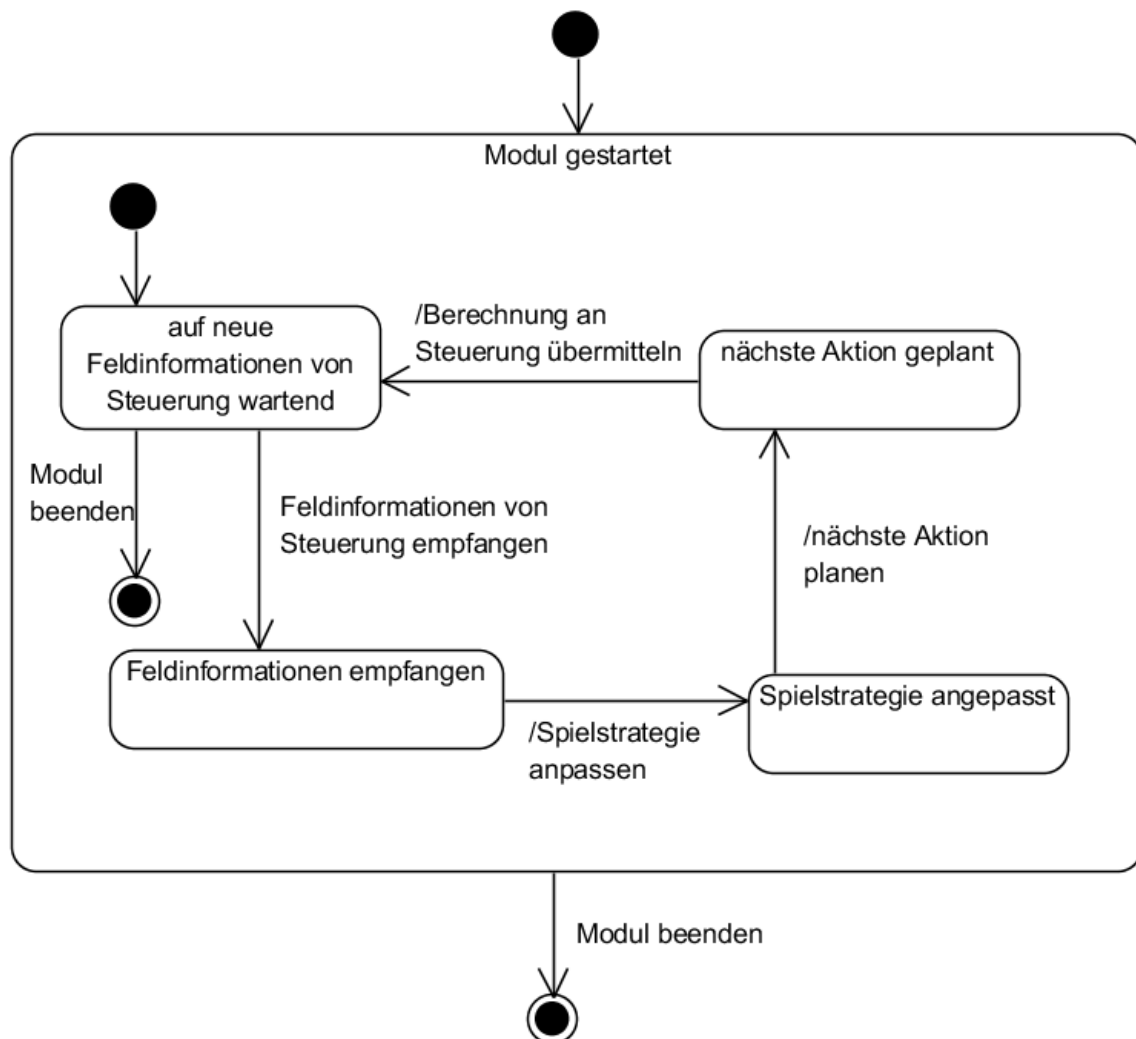 Modul gestartet
auf neue
Feldinformationen von
Steuerung wartend
/Berechnung an
Steuerung übermitteln
nächste Aktion geplant
Modul
beenden
Feldinformationen von
Steuerung empfangen
/nächste Aktion
planen
Feldinformationen empfangen
/Spielstrategie
anpassen
Spielstrategie angepasst
Modul beenden